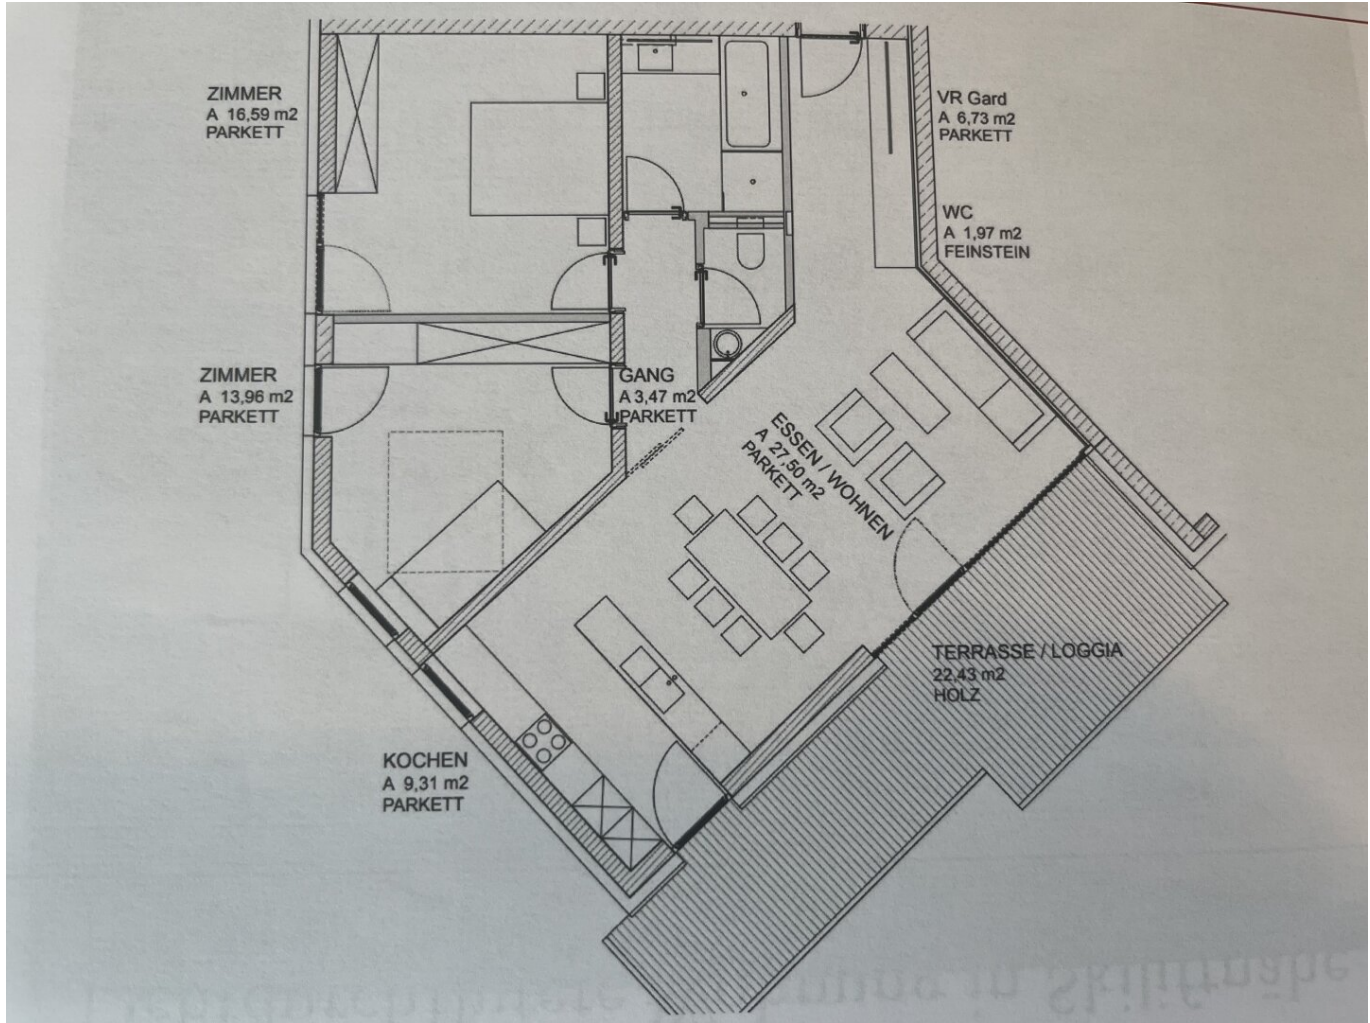 ZIMMER
A 16,59 m2
PARKETT
VR Gard
A 6,73 m2
PARKETT
WC
A 1,97 m2
FEINSTEIN
ZIMMER
A 13,96 m2
PARKETT
GANG
A 3,47 m2
PARKETT
ESSEN / WOHNEN
A 27,50 m2
PARKETT
TERRASSE / LOGGIA
22,43 m2
HOLZ
KOCHEN
A 9,31 m2
PARKETT
in Skiliftnähe